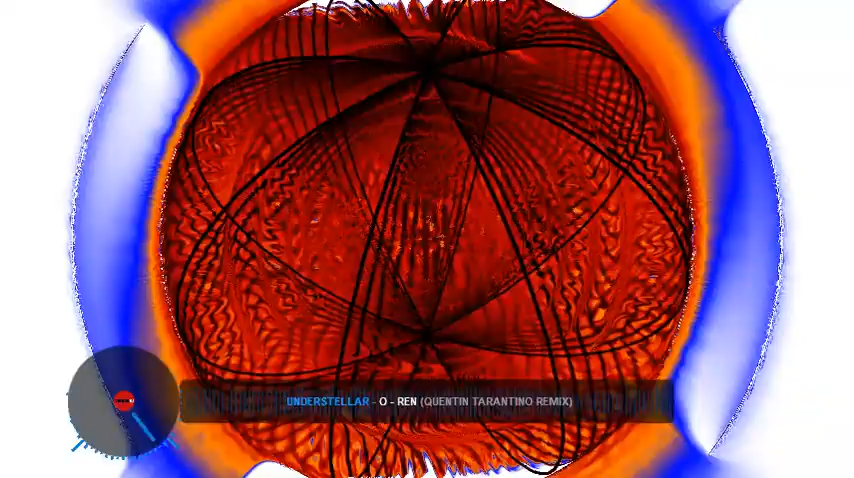 UNDERSTELLAR - O - REN (QUENTIN TARANTINO REMIX)